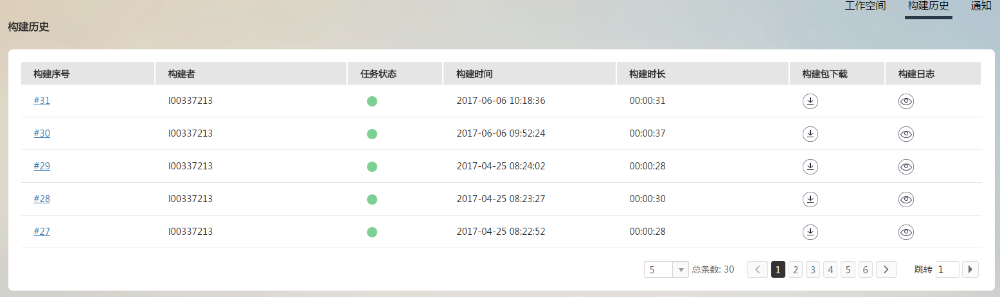 工作空间 构建历史 通知
构建历史
构建序号 构建者 任务状态 构建时间 构建时长 构建包下载 构建日志
#31 l00337213 2017-06-06 10:18:36 00:00:31
#30 l00337213 2017-06-06 09:52:24 00:00:37
#29 l00337213 2017-04-25 08:24:02 00:00:28
#28 l00337213 2017-04-25 08:23:27 00:00:30
#27 l00337213 2017-04-25 08:22:52 00:00:28
5 总条数: 30 1 2 3 4 5 6 跳转 1